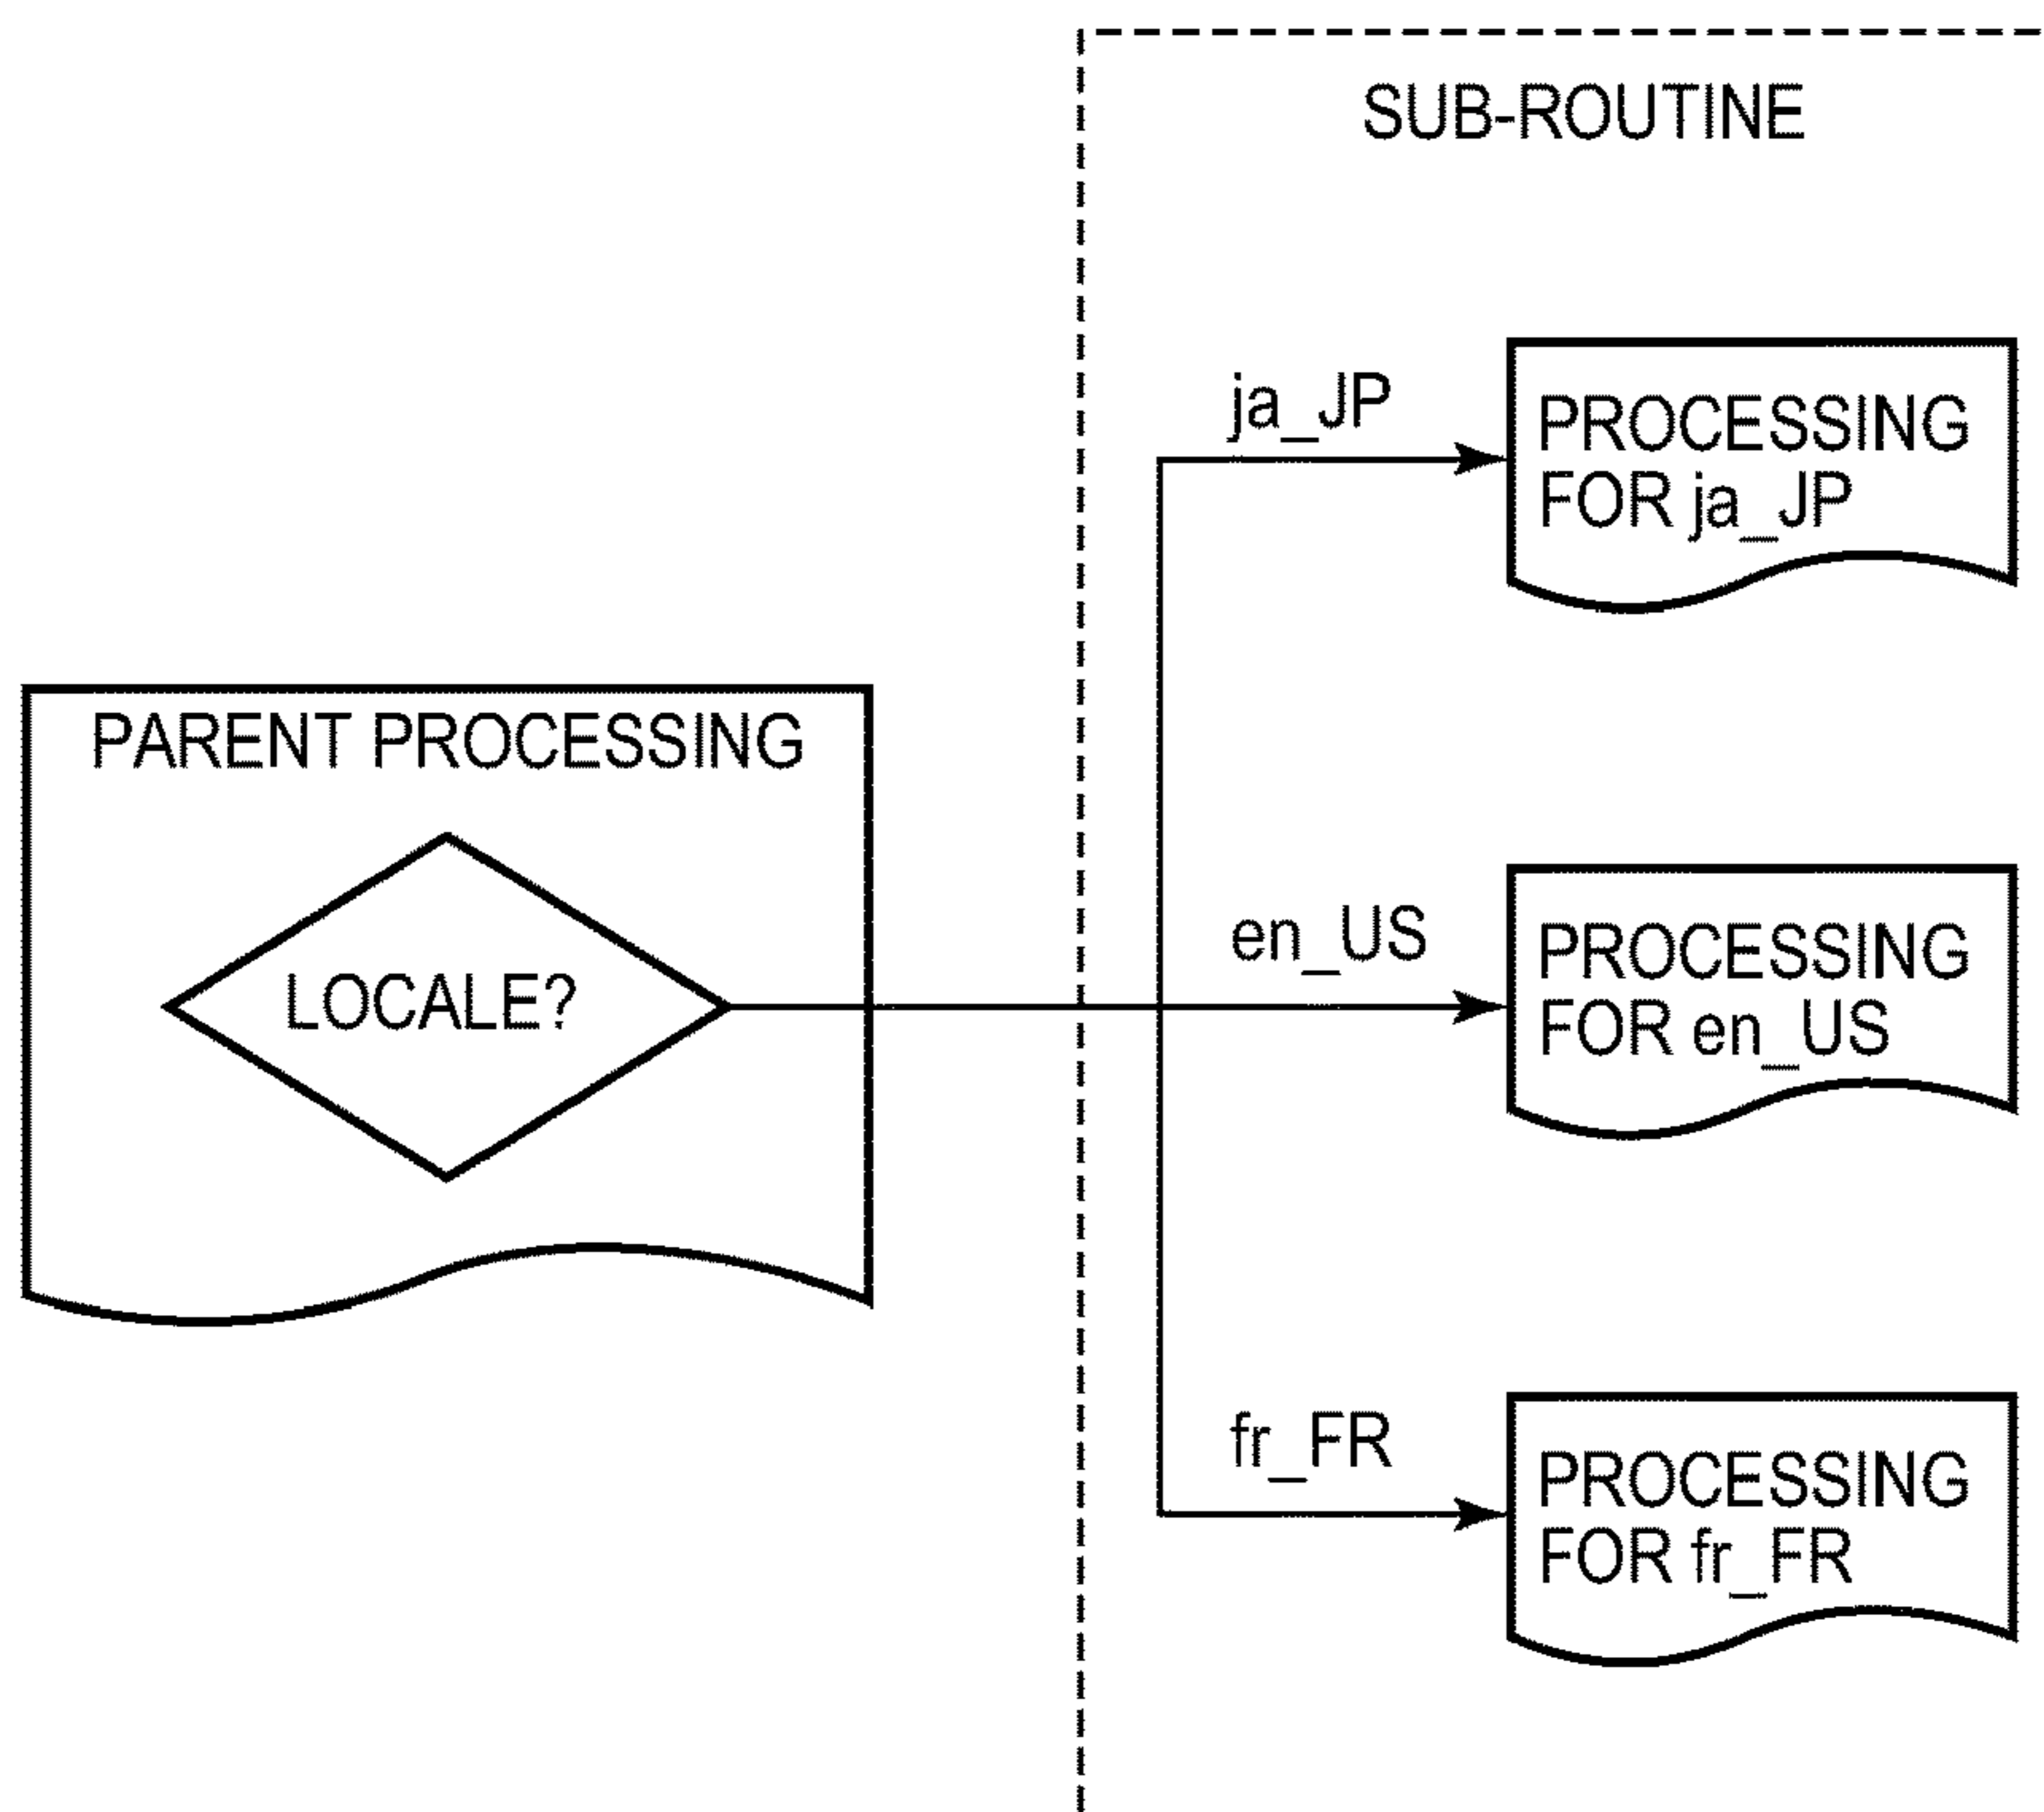 SUB-ROUTINE
ja_JP
PROCESSING
FOR ja_JP
PARENT PROCESSING
LOCALE?
en_US
PROCESSING
FOR en_US
fr_FR
PROCESSING
FOR fr_FR